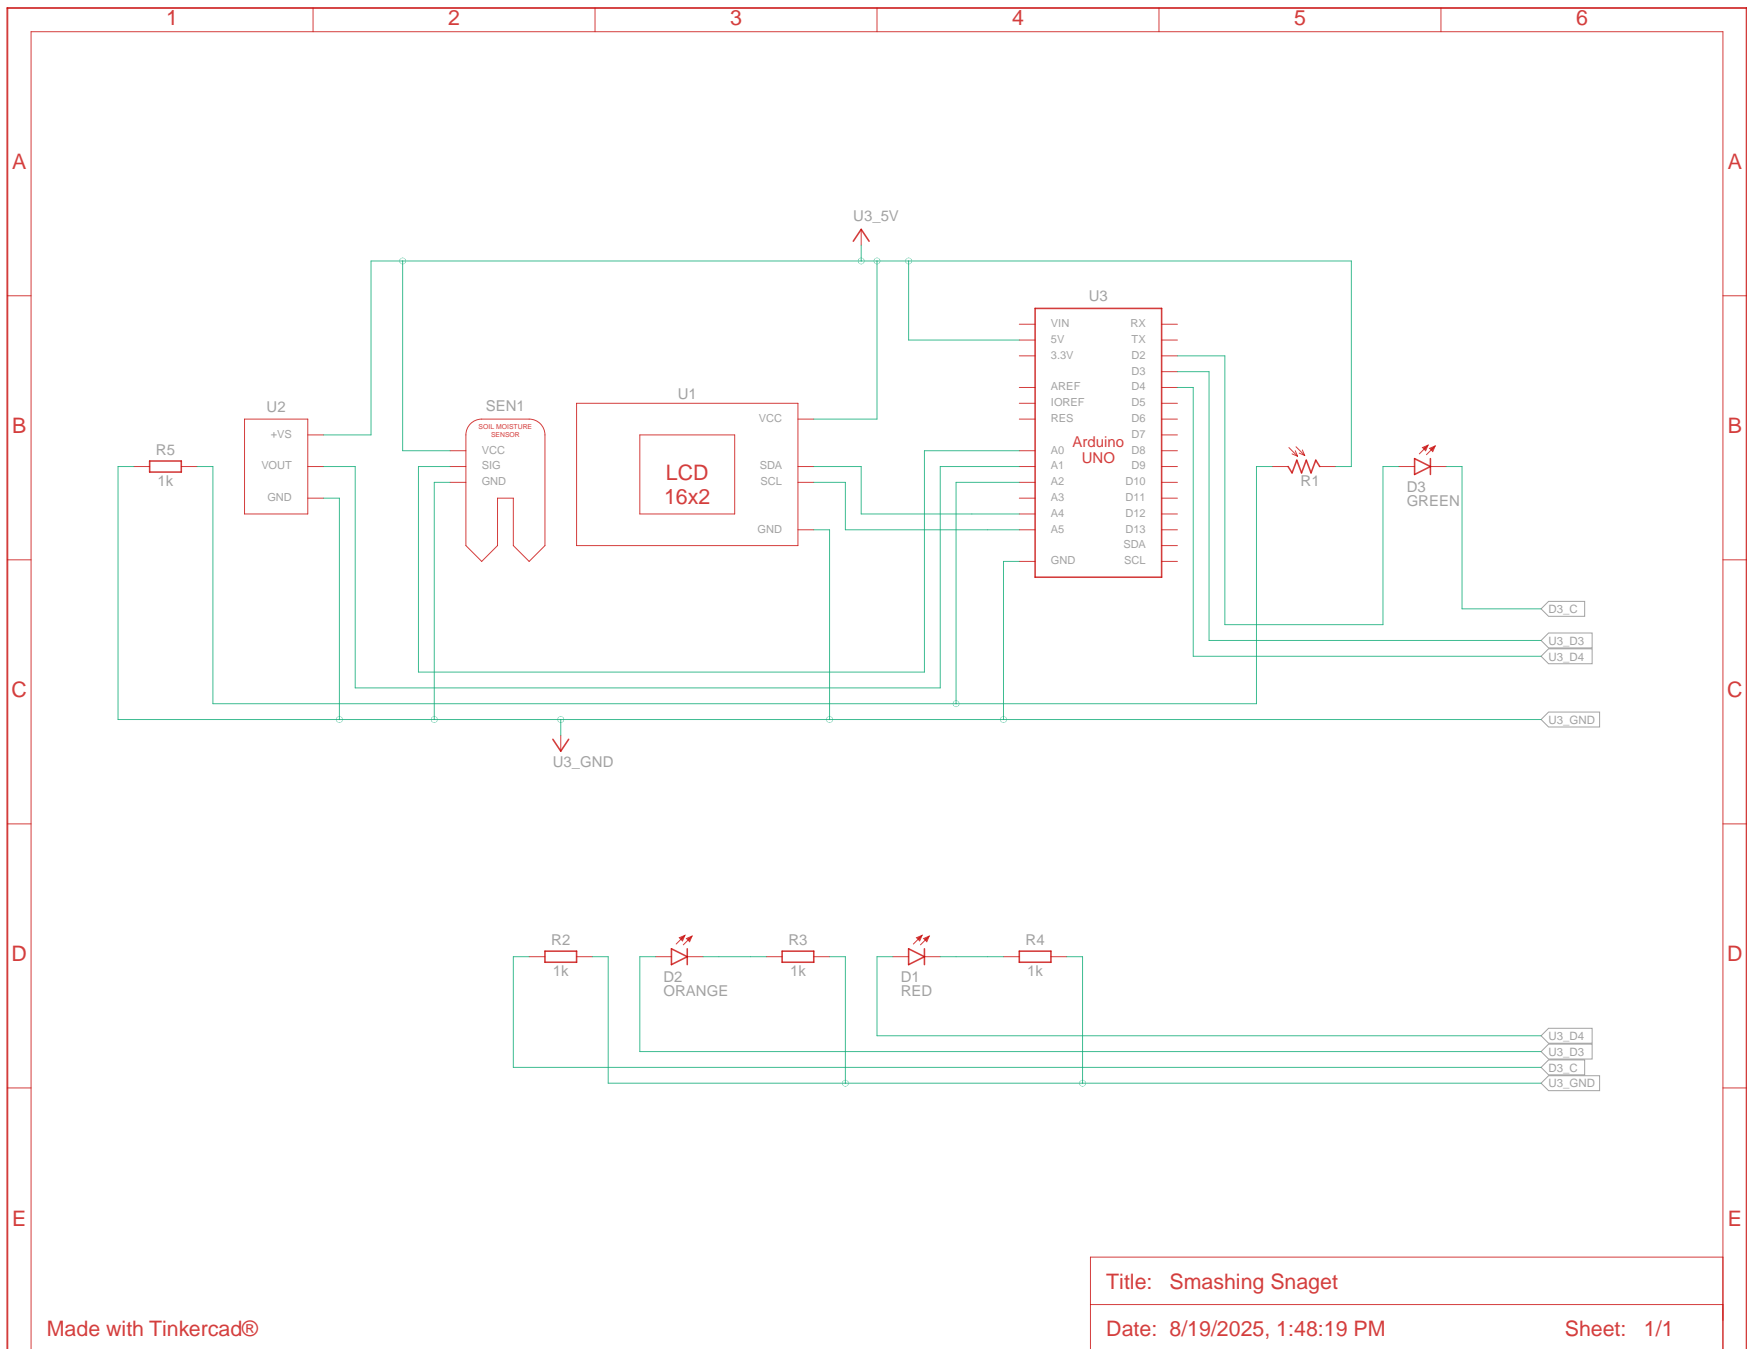 1 2 3 4 5 6
A A
U3_5V
U3
VIN RX
5V TX
3.3V D2
D3
AREF D4
IOREF D5
RES D6
D7
A0 D8
A1 D9
A2 D10
A3 D11
A4 D12
A5 D13
SDA
GND SCL
Arduino
UNO
B B
U1
VCC
SDA
SCL
GND
LCD
16x2
SEN1
SOIL MOISTURE
SENSOR
VCC
SIG
GND
U2
+VS
VOUT
GND
R5
1k
R1
D3
GREEN
D3_C
U3_D3
U3_D4
C C
U3_GND
U3_GND
D D
R2
1k
D2
ORANGE
R3
1k
D1
RED
R4
1k
U3_D4
U3_D3
D3_C
U3_GND
E E
Title: Smashing Snaget
Made with Tinkercad®
Date: 8/19/2025, 1:48:19 PM Sheet: 1/1